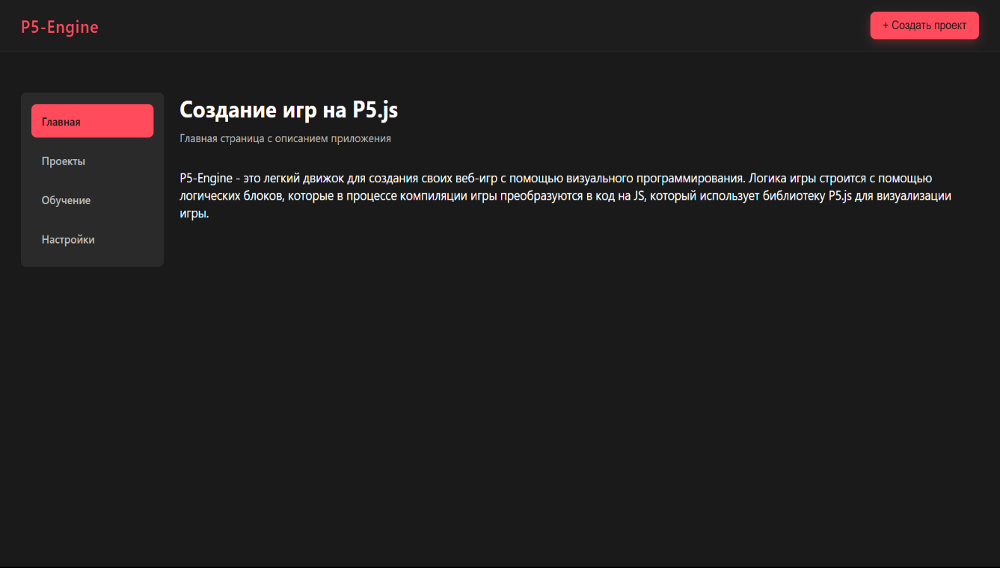 P5-Engine
+ Создать проект
Главная
Проекты
Обучение
Настройки
Создание игр на P5.js
Главная страница с описанием приложения
P5-Engine - это легкий движок для создания своих веб-игр с помощью визуального программирования. Логика игры строится с помощью
логических блоков, которые в процессе компиляции игры преобразуются в код на JS, который использует библиотеку P5.js для визуализации
игры.